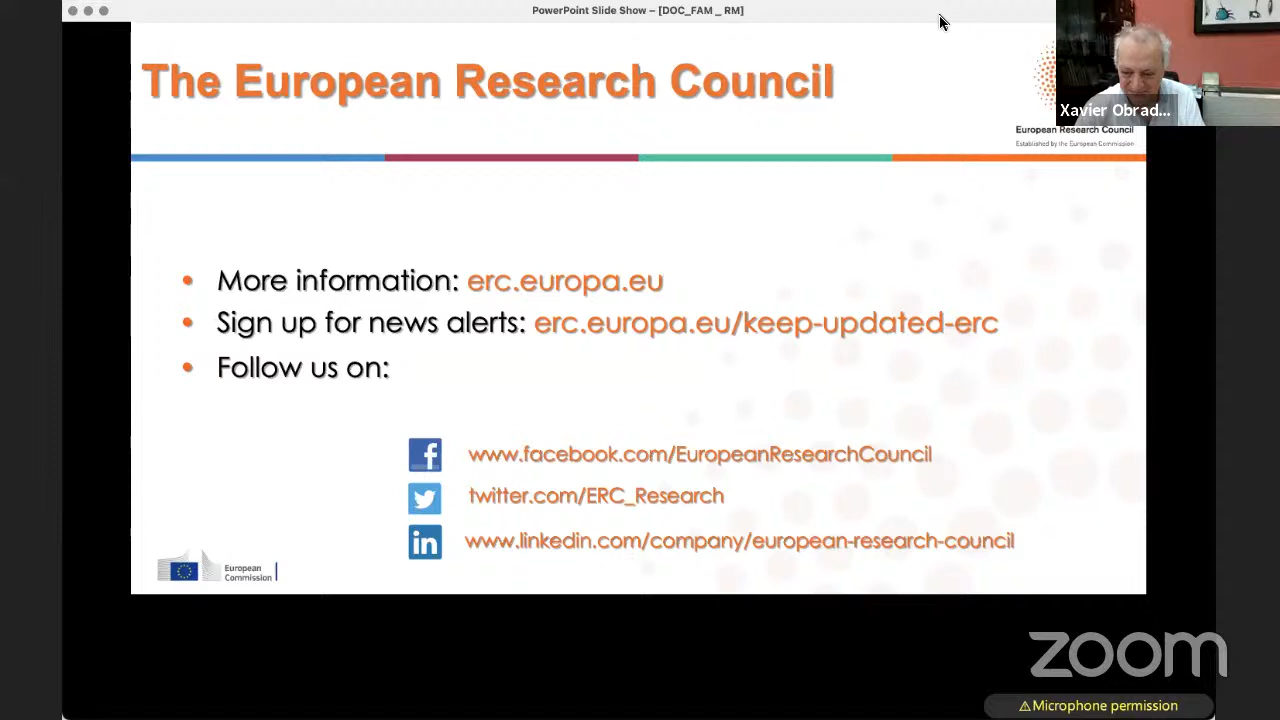 PowerPoint Slide Show – [DOC_FAM _ RM]
The European Research Council
Xavier Obrad...
European Research Council
Established by the European Commission
• More information: erc.europa.eu
• Sign up for news alerts: erc.europa.eu/keep-updated-erc
• Follow us on:
f www.facebook.com/EuropeanResearchCouncil
twitter.com/ERC_Research
in www.linkedin.com/company/european-research-council
European
Commission
zoom
⚠Microphone permission